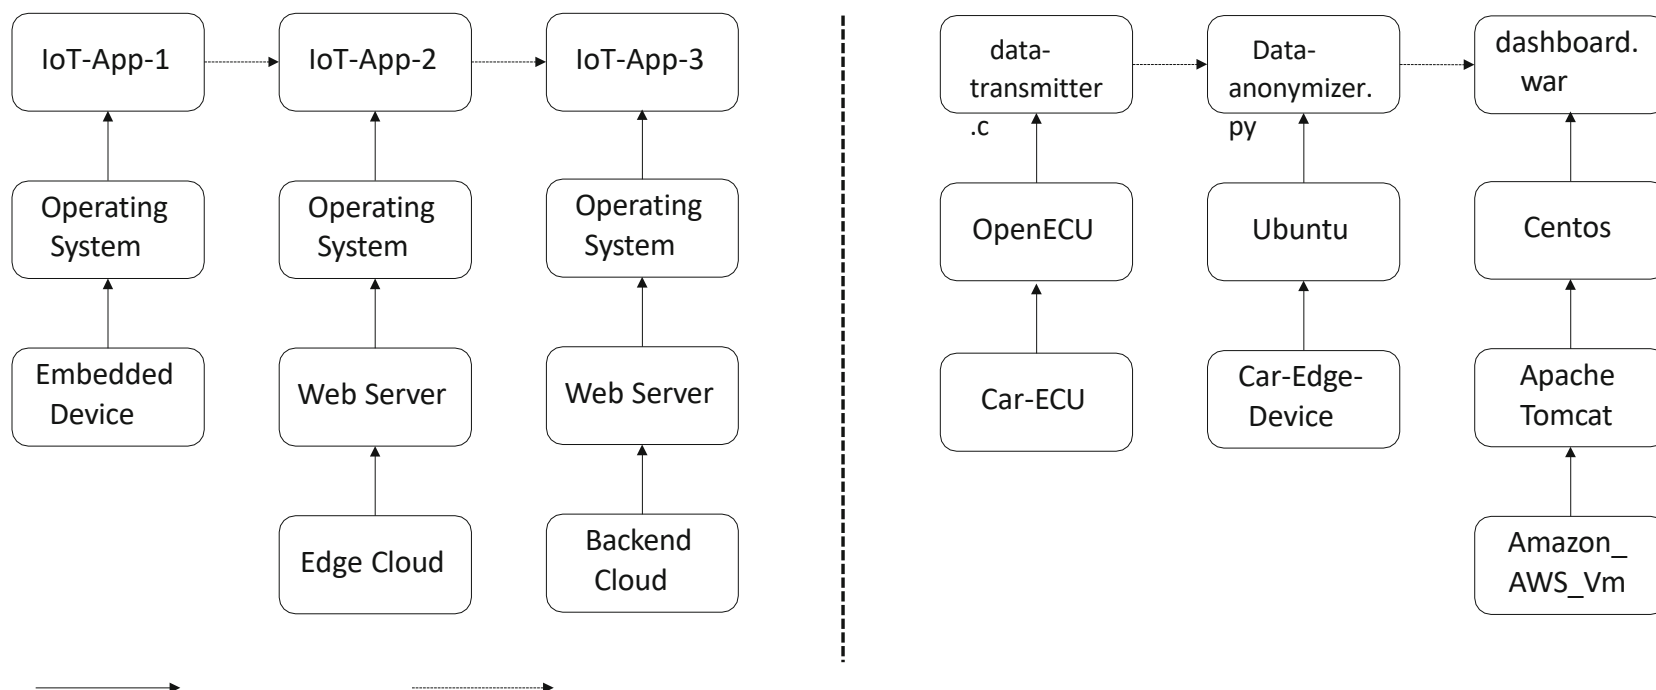 IoT-App-1
IoT-App-2
IoT-App-3
data-
transmitter
.c
Data-
anonymizer.
py
dashboard.
war
Operating
System
Operating
System
Operating
System
OpenECU
Ubuntu
Centos
Embedded
Device
Web Server
Web Server
Car-ECU
Car-Edge-
Device
Apache
Tomcat
Edge Cloud
Backend
Cloud
Amazon_
AWS_Vm